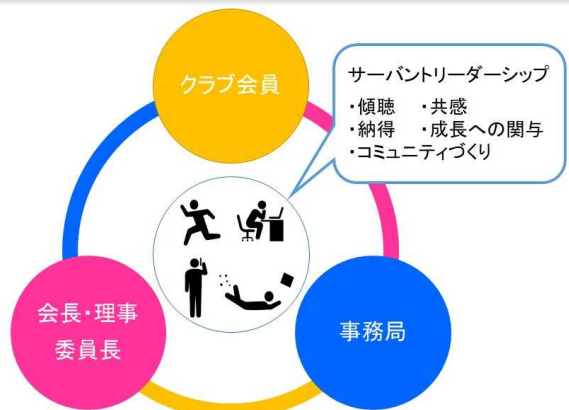 クラブ会員
サーバントリーダーシップ
・傾聴 ・共感
・納得 ・成長への関与
・コミュニティづくり
会長・理事
委員長
事務局